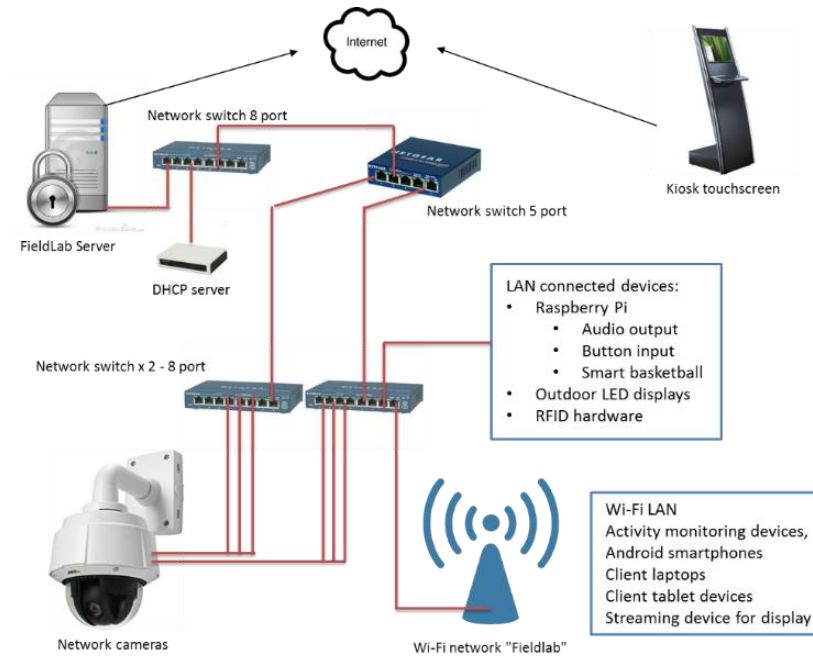 Internet
Network switch 8 port
NETGEAR
NETGEAR
Network switch 5 port
Kiosk touchscreen
FieldLab Server
DHCP server
LAN connected devices:
• Raspberry Pi
• Audio output
• Button input
• Smart basketball
• Outdoor LED displays
• RFID hardware
Network switch x 2 - 8 port
NETGEAR
NETGEAR
Wi-Fi LAN
Activity monitoring devices,
Android smartphones
Client laptops
Client tablet devices
Streaming device for display
Network cameras
Wi-Fi network "Fieldlab"